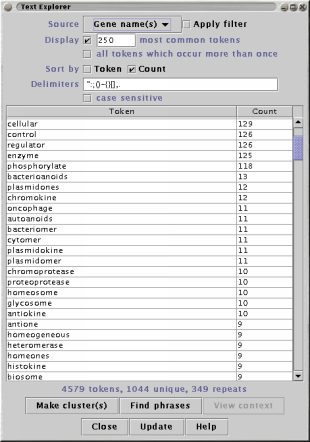 Text Explorer
Source Gene name(s) Apply filter
Display 250 most common tokens
all tokens which occur more than once
Sort by Token Count
Delimiters
case sensitive
Token Count
cellular 129
control 126
regulator 126
enzyme 125
phosphorylate 118
bacterioanoids 13
plasmidones 12
chromokine 12
oncophage 11
autoanoids 11
bacteriomer 11
cytomer 11
plasmidokine 11
plasmidomer 11
chromoprotease 10
proteoprotease 10
homeosome 10
glycosome 10
antiokine 10
antione 9
homeogeneous 9
heteromerase 9
homeones 9
histokine 9
biosome 9
4579 tokens, 1044 unique, 349 repeats
Make cluster(s) Find phrases View context
Close Update Help